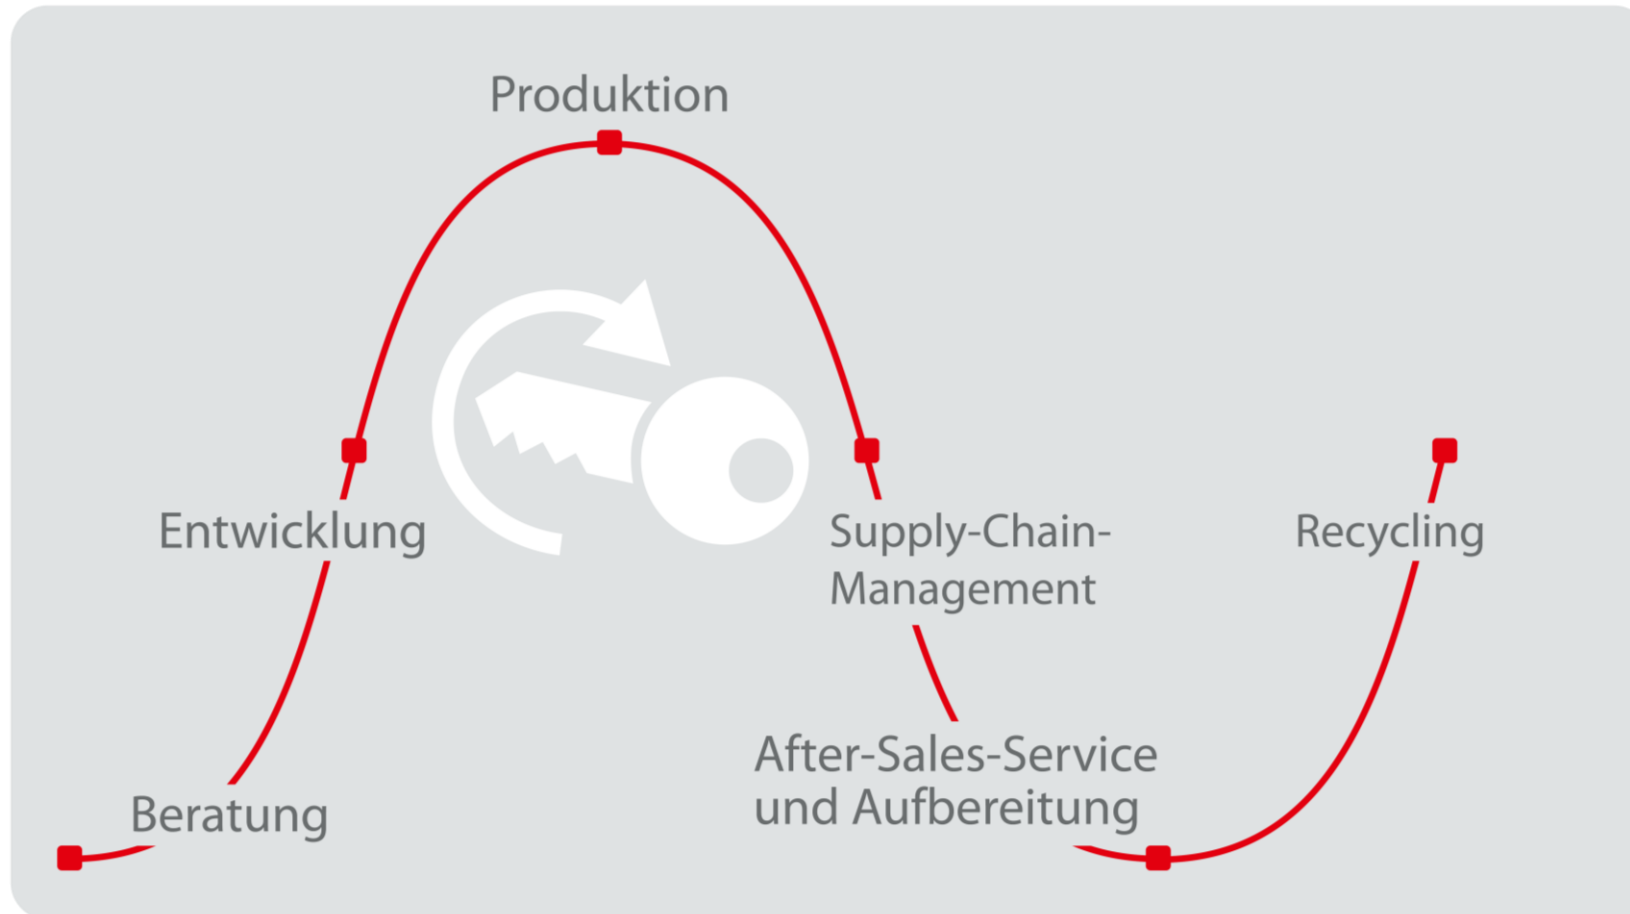 Produktion
Entwicklung
Supply-Chain-
Management
Recycling
After-Sales-Service
und Aufbereitung
Beratung